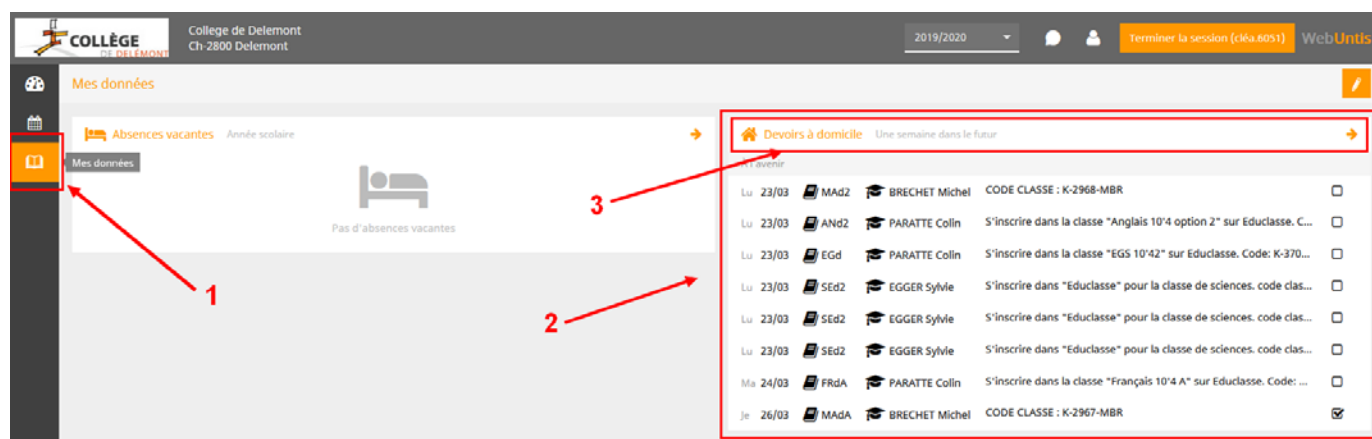 COLLÈGE
DE DELÉMONT
College de Delemont
Ch-2800 Delemont
2019/2020
Terminer la session (cléa.6051)
WebUntis
Mes données
Absences vacantes Année scolaire
Pas d'absences vacantes
Mes données
1
2
3
Devoirs à domicile Une semaine dans le futur
À l'avenir
Lu 23/03 MAd2 BRECHET Michel CODE CLASSE : K-2968-MBR
Lu 23/03 ANd2 PARATTE Colin S'inscrire dans la classe "Anglais 10'4 option 2" sur Educlasse. C...
Lu 23/03 EGd PARATTE Colin S'inscrire dans la classe "EGS 10'42" sur Educlasse. Code: K-370...
Lu 23/03 SEd2 EGGER Sylvie S'inscrire dans "Educlasse" pour la classe de sciences. code clas...
Lu 23/03 SEd2 EGGER Sylvie S'inscrire dans "Educlasse" pour la classe de sciences. code clas...
Lu 23/03 SEd2 EGGER Sylvie S'inscrire dans "Educlasse" pour la classe de sciences. code clas...
Ma 24/03 FRdA PARATTE Colin S'inscrire dans la classe "Français 10'4 A" sur Educlasse. Code: ...
Je 26/03 MAdA BRECHET Michel CODE CLASSE : K-2967-MBR